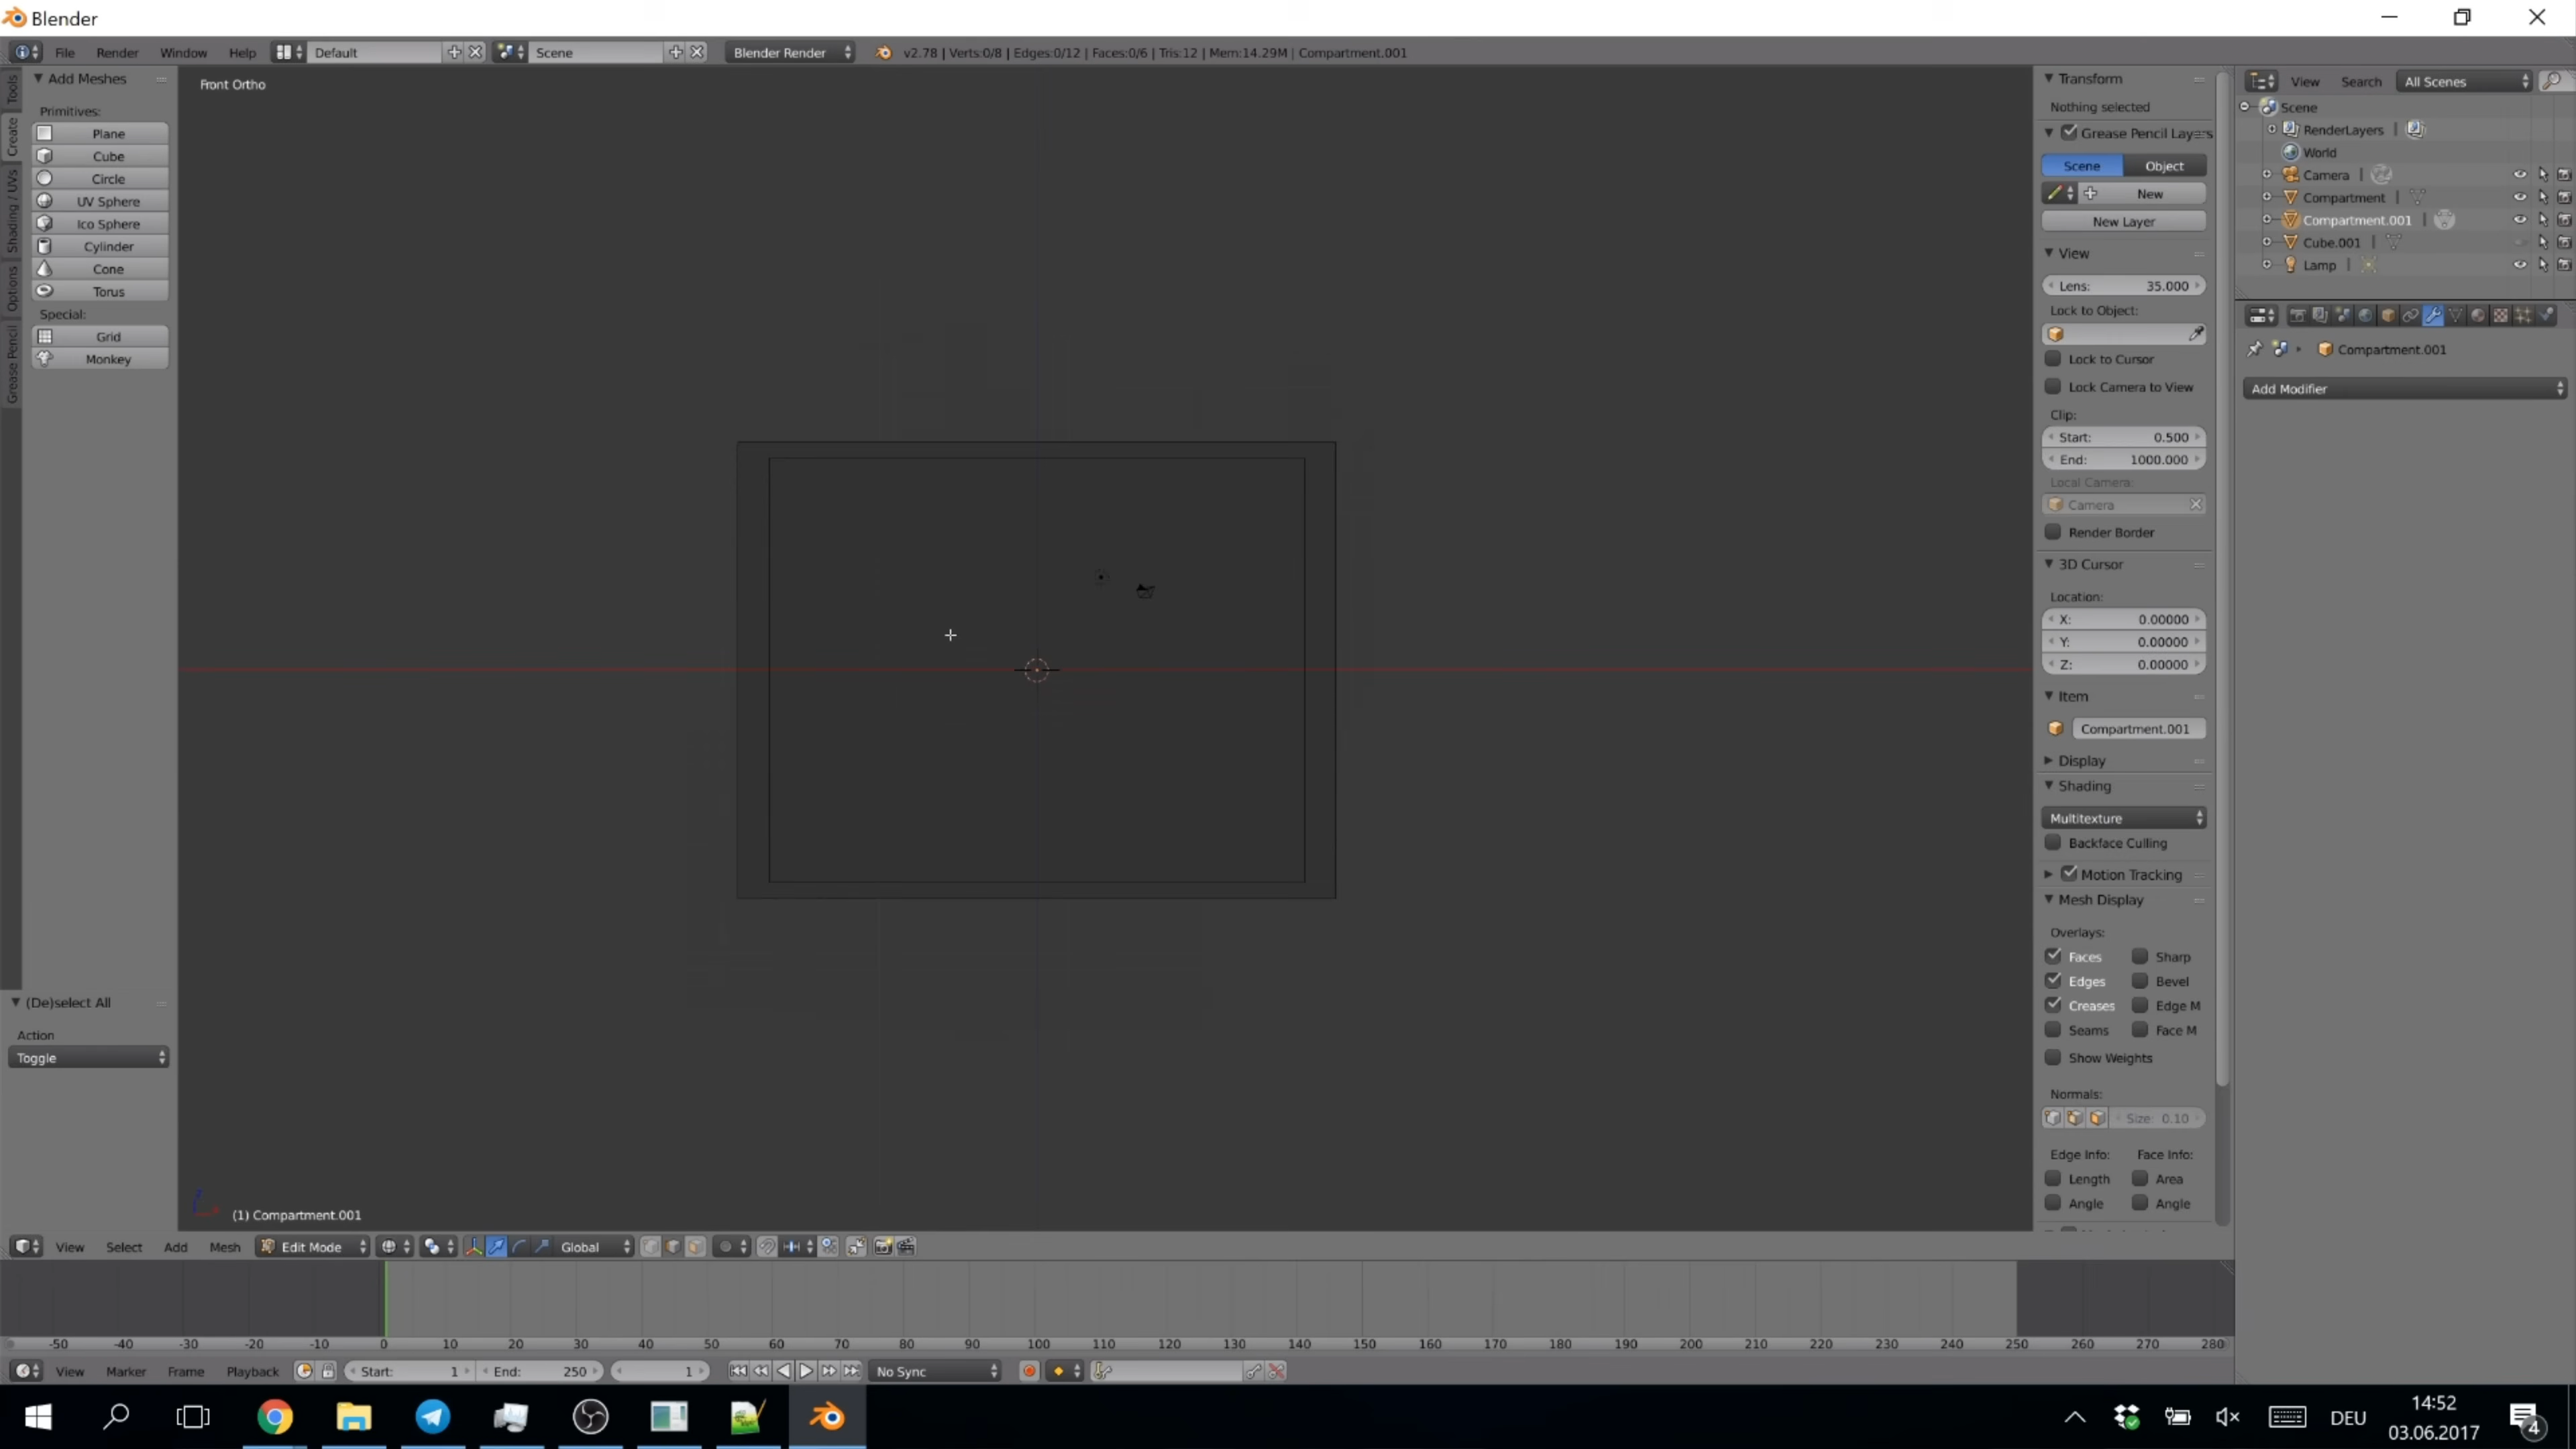 Blender
File Render Window Help Default Scene Blender Render v2.78 | Verts:0/8 | Edges:0/12 | Faces:0/6 | Tris:12 | Mem:14.29M | Compartment.001
Tools
Create
Shading / UVs
Options
Grease Pencil
Add Meshes
Primitives:
Plane
Cube
Circle
UV Sphere
Ico Sphere
Cylinder
Cone
Torus
Special:
Grid
Monkey
(De)select All
Action
Toggle
Front Ortho
(1) Compartment.001
Transform
Nothing selected
Grease Pencil Layers
Scene Object
New
New Layer
View
Lens: 35.000
Lock to Object:
Lock to Cursor
Lock Camera to View
Clip:
Start: 0.500
End: 1000.000
Local Camera:
Camera
Render Border
3D Cursor
Location:
X: 0.00000
Y: 0.00000
Z: 0.00000
Item
Compartment.001
Display
Shading
Multitexture
Backface Culling
Motion Tracking
Mesh Display
Overlays:
Faces Sharp
Edges Bevel
Creases Edge M
Seams Face M
Show Weights
Normals:
Size: 0.10
Edge Info: Face Info:
Length Area
Angle Angle
View Search All Scenes
Scene
RenderLayers |
World
Camera |
Compartment |
Compartment.001 |
Cube.001 |
Lamp |
Compartment.001
Add Modifier
View Select Add Mesh Edit Mode Global
-50 -40 -30 -20 -10 0 10 20 30 40 50 60 70 80 90 100 110 120 130 140 150 160 170 180 190 200 210 220 230 240 250 260 270 280
View Marker Frame Playback Start: 1 End: 250 1 No Sync
DEU
14:52
03.06.2017
4